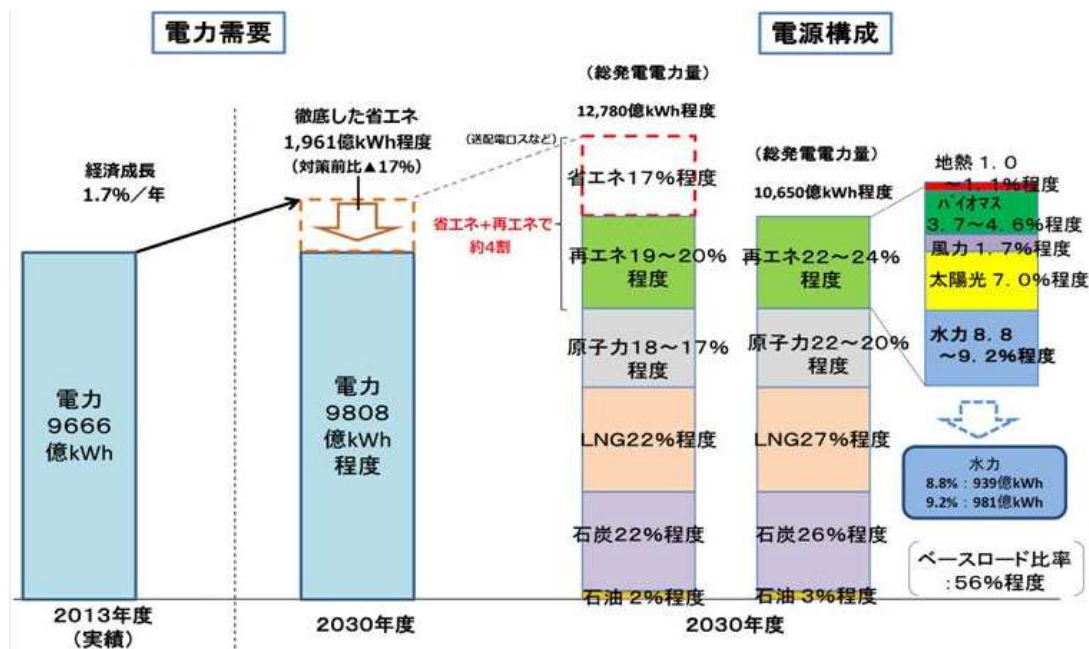 電力需要
電源構成
経済成長
1.7%/年
徹底した省エネ
1,961億kWh程度
(対策前比▲17%)
電力
9666
億kWh
電力
9808
億kWh
程度
2013年度
(実績)
2030年度
(総発電電力量)
12,780億kWh程度
(送配電ロスなど)
省エネ+再エネで
約4割
省エネ17%程度
再エネ19~20%
程度
原子力18~17%
程度
LNG22%程度
石炭22%程度
石油 2%程度
(総発電電力量)
10,650億kWh程度
再エネ22~24%
程度
原子力22~20%
程度
LNG27%程度
石炭26%程度
石油 3%程度
2030年度
地熱 1.0
~1.1%程度
バイオマス
3.7~4.6%程度
風力 1.7%程度
太陽光 7.0%程度
水力 8.8
~9.2%程度
水力
8.8% : 939億kWh
9.2% : 981億kWh
ベースロード比率
:56%程度